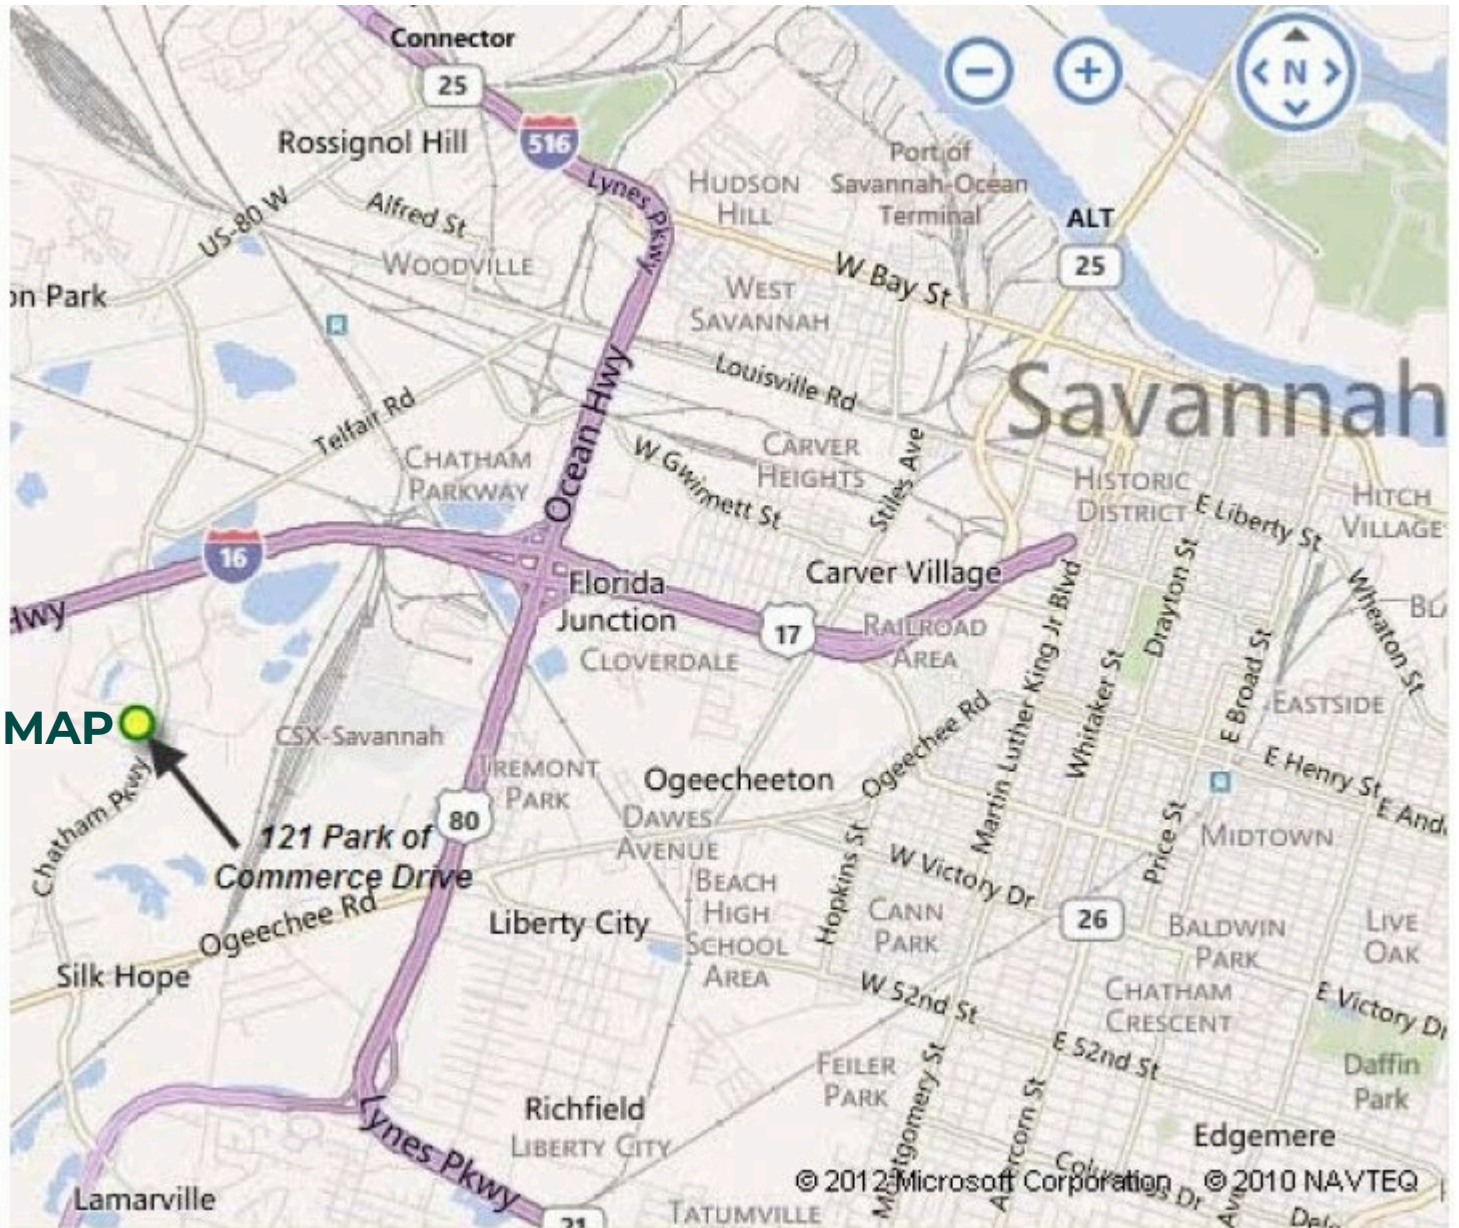 Connector
25
Rossignol Hill
516
Lynes Pkwy
HUDSON
HILL
Port of
Savannah-Ocean
Terminal
N
US-80 W
Alfred St
WOODVILLE
ALT
25
on Park
WEST
SAVANNAH
W Bay St
Louisville Rd
Savannah
Telfair Rd
Ocean Hwy
CHATHAM
PARKWAY
W Gwinnett St
CARVER
HEIGHTS
Stiles Ave
HISTORIC
DISTRICT
E Liberty St
HITCH
VILLAGE
16
Hwy
Florida
Junction
CLOVERDALE
17
Carver Village
RAILROAD
AREA
Martin Luther King Jr Blvd
Drayton St
Whitaker St
E Broad St
Wheaton St
EASTSIDE
MAP
CSX-Savannah
TREMONT
PARK
Ogeecheeton
Ogeechee Rd
E Henry St
Chatham Pkwy
121 Park of
Commerce Drive
80
DAWES
AVENUE
Hopkins St
Price St
MIDTOWN
E And
W Victory Dr
BEACH
HIGH
SCHOOL
AREA
Ogeechee Rd
Liberty City
CANN
PARK
26
BALDWIN
PARK
LIVE
OAK
Silk Hope
W 52nd St
CHATHAM
CRESCENT
E Victory Dr
E 52nd St
FEILER
PARK
Daffin
Park
Richfield
LIBERTY CITY
Lynes Pkwy
Montgomery St
Edgemere
© 2012 Microsoft Corporation © 2010 NAVTEQ
Lamarville
21
TATUMVILLE